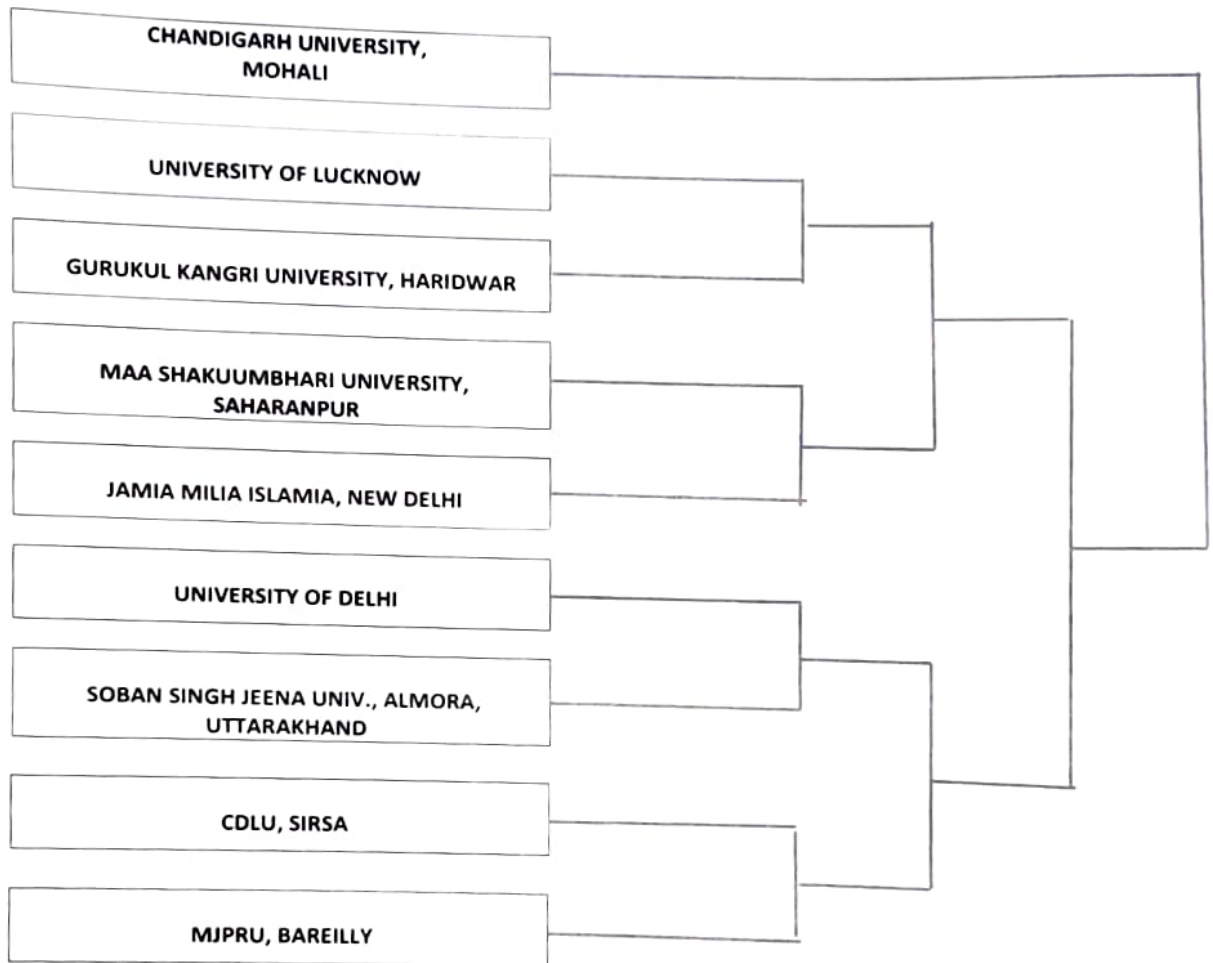 CHANDIGARH UNIVERSITY,
MOHALI
UNIVERSITY OF LUCKNOW
GURUKUL KANGRI UNIVERSITY, HARIDWAR
MAA SHAKUUMBHARI UNIVERSITY,
SAHARANPUR
JAMIA MILIA ISLAMIA, NEW DELHI
UNIVERSITY OF DELHI
SOBAN SINGH JEENA UNIV., ALMORA,
UTTARAKHAND
CDLU, SIRSA
MJPRU, BAREILLY